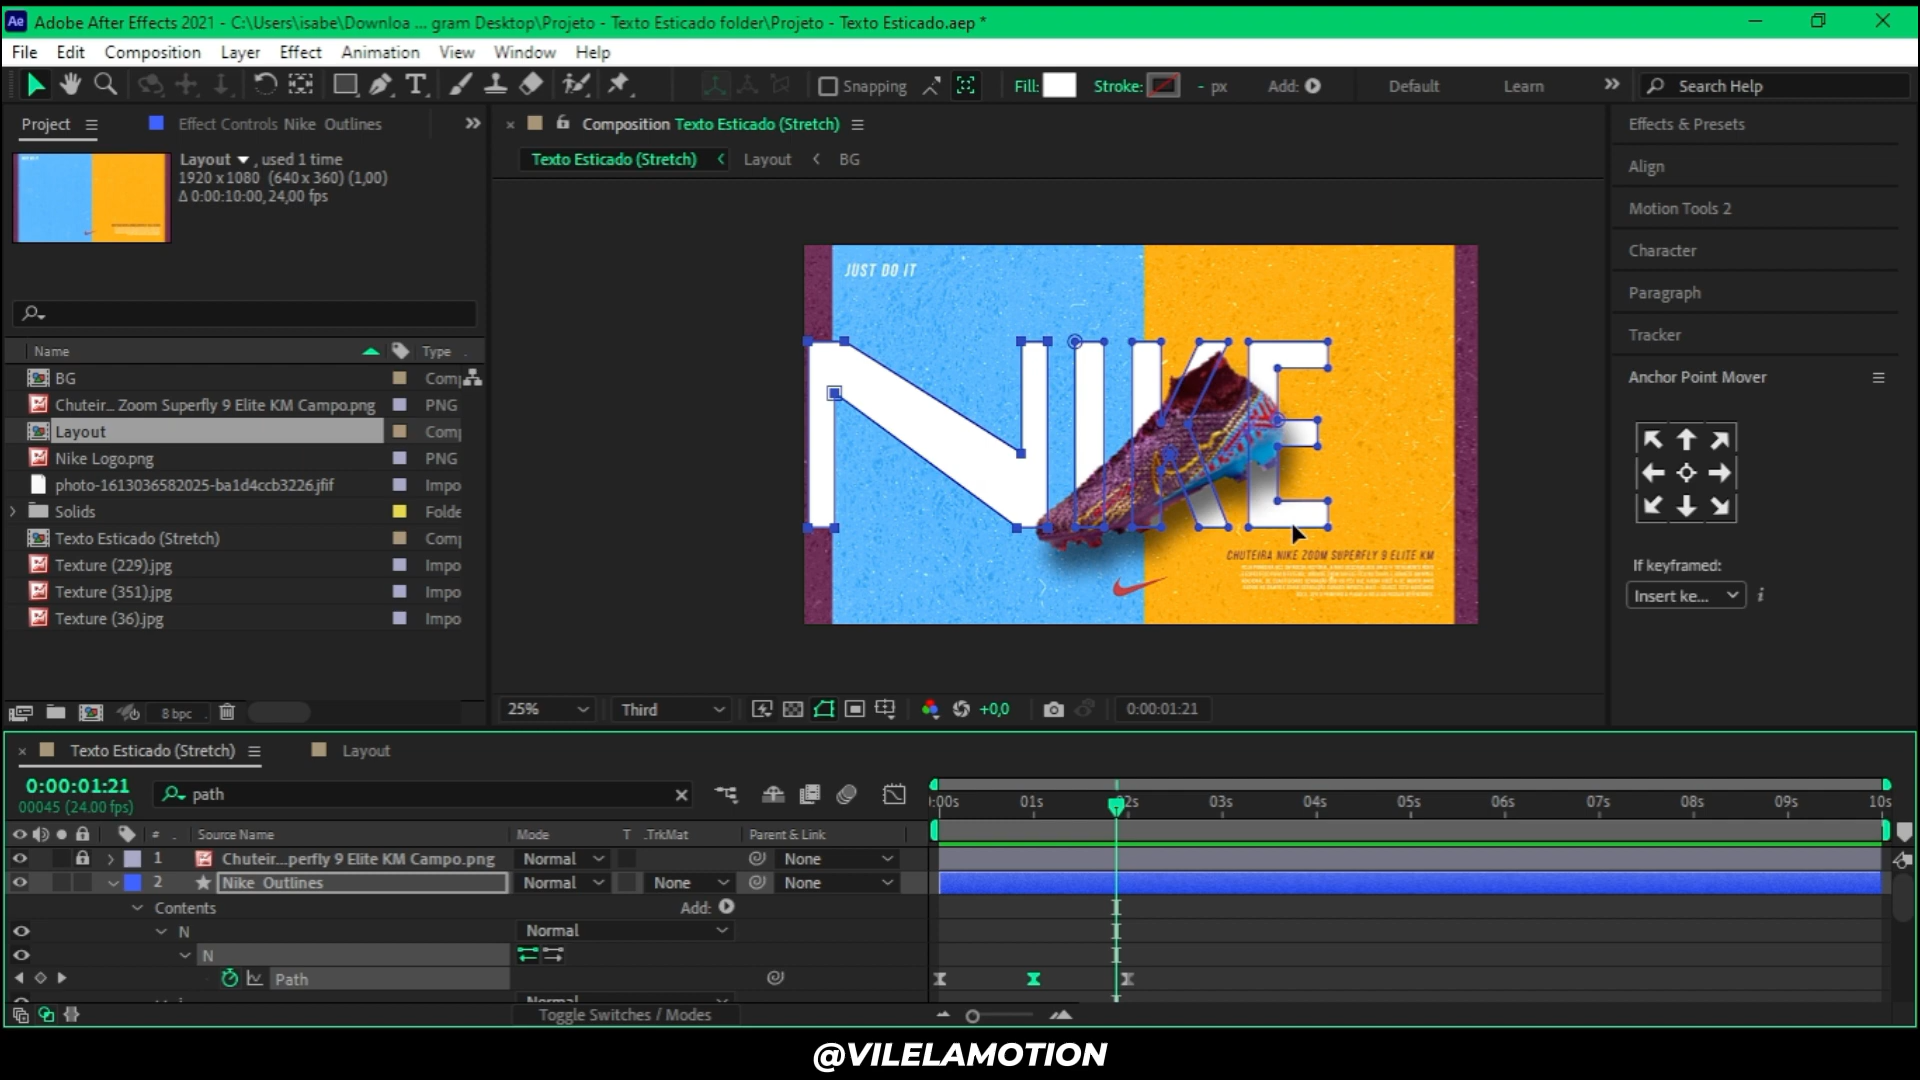 Ae Adobe After Effects 2021 - C:\Users\isabe\Downloa ... gram Desktop\Projeto - Texto Esticado folder\Projeto - Texto Esticado.aep *
File Edit Composition Layer Effect Animation View Window Help
Snapping Fill: Stroke: - px Add: Default Learn Search Help
Project Effect Controls Nike Outlines
Composition Texto Esticado (Stretch)
Texto Esticado (Stretch) Layout BG
Layout , used 1 time
1920 x 1080 (640 x 360) (1,00)
Δ 0:00:10:00, 24,00 fps
Name Type
BG Com
Chuteir... Zoom Superfly 9 Elite KM Campo.png PNG
Layout Com
Nike Logo.png PNG
photo-1613036582025-ba1d4ccb3226.jfif Impo
Solids Folde
Texto Esticado (Stretch) Com
Texture (229).jpg Impo
Texture (351).jpg Impo
Texture (36).jpg Impo
8 bpc
JUST DO IT
NIKE
CHUTEIRA NIKE ZOOM SUPERFLY 9 ELITE KM
25% Third +0,0 0:00:01:21
Effects & Presets
Align
Motion Tools 2
Character
Paragraph
Tracker
Anchor Point Mover
If keyframed:
Insert ke...
Texto Esticado (Stretch) Layout
0:00:01:21
00045 (24.00 fps)
path
:00s 01s 02s 03s 04s 05s 06s 07s 08s 09s 10s
# Source Name Mode T .TrkMat Parent & Link
1 Chuteir...perfly 9 Elite KM Campo.png Normal None
2 Nike Outlines Normal None None
Contents Add:
N Normal
N
Path
Normal
Toggle Switches / Modes
@VILELAMOTION